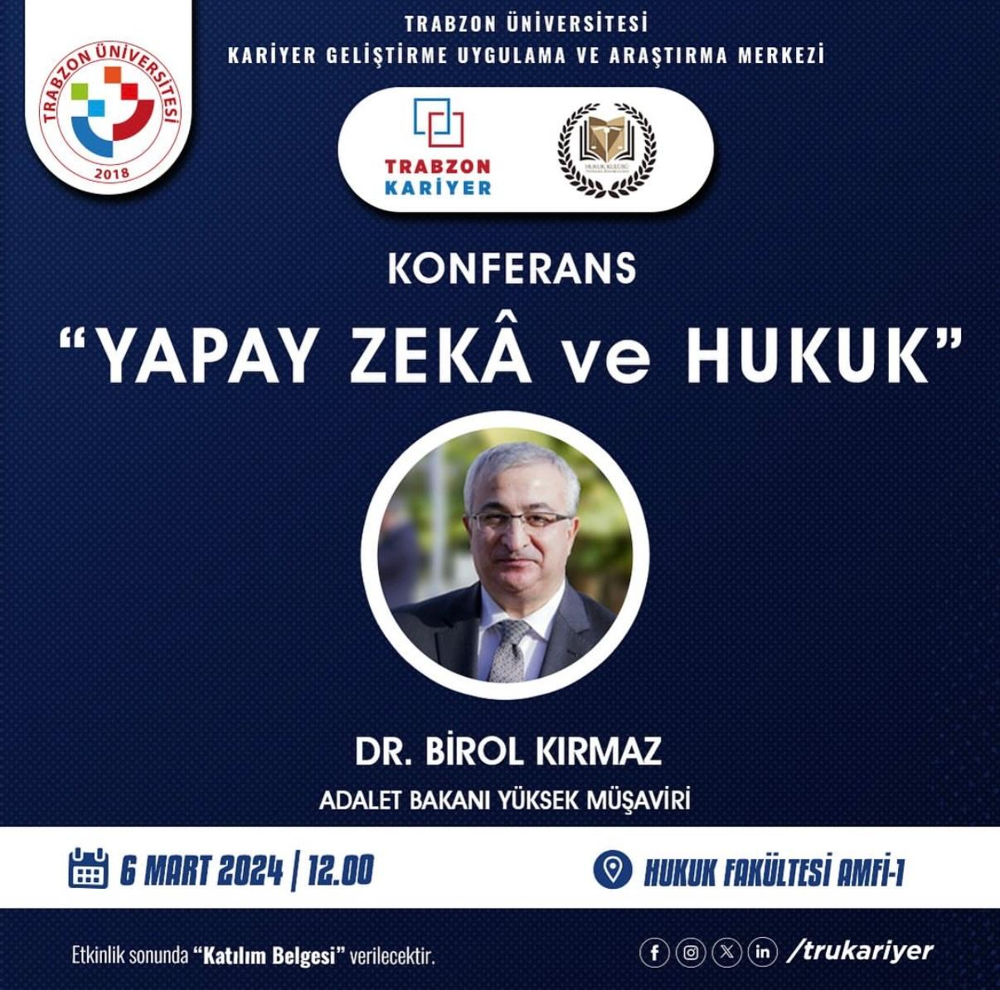 TRABZON ÜNİVERSİTESİ
KARİYER GELİŞTİRME UYGULAMA VE ARAŞTIRMA MERKEZİ
TRABZON ÜNİVERSİTESİ
2018
TRABZON
KARİYER
HUKUK KULÜBÜ
KONFERANS
“YAPAY ZEKÂ ve HUKUK”
DR. BİROL KIRMAZ
ADALET BAKANI YÜKSEK MÜŞAVİRİ
6 MART 2024 | 12.00
HUKUK FAKÜLTESİ AMFİ-1
Etkinlik sonunda “Katılım Belgesi” verilecektir.
/trukariyer